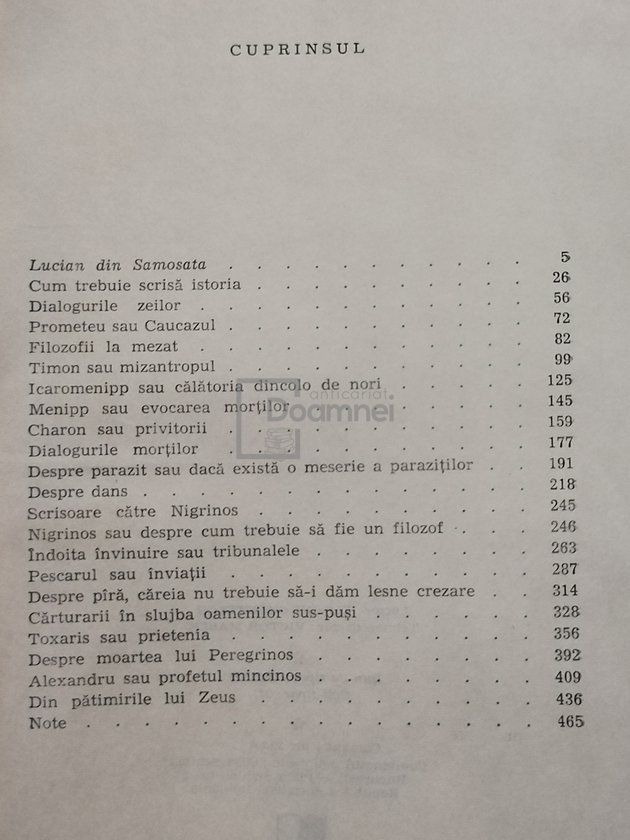 CUPRINSUL
Lucian din Samosata . . . . . . . . . . . 5
Cum trebuie scrisă istoria . . . . . . . . . . 26
Dialogurile zeilor . . . . . . . . . . . . 56
Prometeu sau Caucazul . . . . . . . . . . . 72
Filozofii la mezat . . . . . . . . . . . . 82
Timon sau mizantropul . . . . . . . . . . . 99
Icaromenipp sau călătoria dincolo de nori . . . . . 125
anticariat
Menipp sau evocarea morților . . . . . . . . 145
Doamnei
Charon sau privitorii . . . . . . . . . . . 159
Dialogurile morților . . . . . . . . . . . 177
Despre parazit sau dacă există o meserie a paraziților . . 191
Despre dans . . . . . . . . . . . . . . 218
Scrisoare către Nigrinos . . . . . . . . . . 245
Nigrinos sau despre cum trebuie să fie un filozof . . . 246
Îndoita învinuire sau tribunalele . . . . . . . . 263
Pescarul sau înviații . . . . . . . . . . . 287
Despre pîră, căreia nu trebuie să-i dăm lesne crezare . . 314
Cărturarii în slujba oamenilor sus-puși . . . . . . 328
Toxaris sau prietenia . . . . . . . . . . . 356
Despre moartea lui Peregrinos . . . . . . . . 392
Alexandru sau profetul mincinos . . . . . . . . 409
Din pătimirile lui Zeus . . . . . . . . . . 436
Note . . . . . . . . . . . . . . . . 465